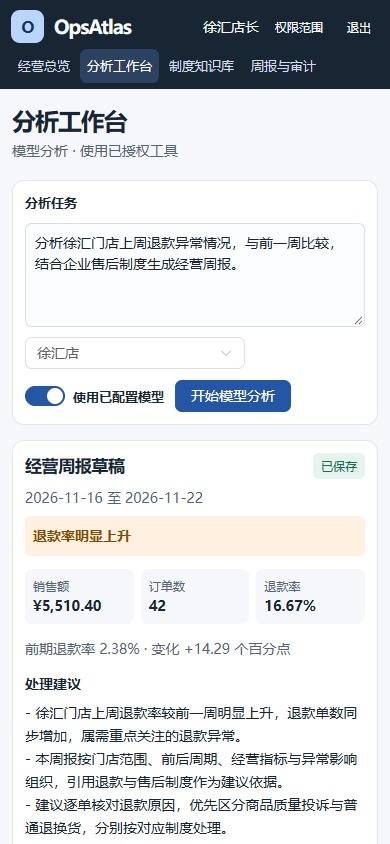 O OpsAtlas 徐汇店长 权限范围 退出
经营总览 分析工作台 制度知识库 周报与审计
分析工作台
模型分析 · 使用已授权工具
分析任务
分析徐汇门店上周退款异常情况，与前一周比较，
结合企业售后制度生成经营周报。
徐汇店
使用已配置模型 开始模型分析
经营周报草稿 已保存
2026-11-16 至 2026-11-22
退款率明显上升
销售额 订单数 退款率
¥5,510.40 42 16.67%
前期退款率 2.38% · 变化 +14.29 个百分点
处理建议
- 徐汇门店上周退款率较前一周明显上升，退款单数同
步增加，属需重点关注的退款异常。
- 本周报按门店范围、前后周期、经营指标与异常影响
组织，引用退款与售后制度作为建议依据。
- 建议逐单核对退款原因，优先区分商品质量投诉与普
通退换货，分别按对应制度处理。